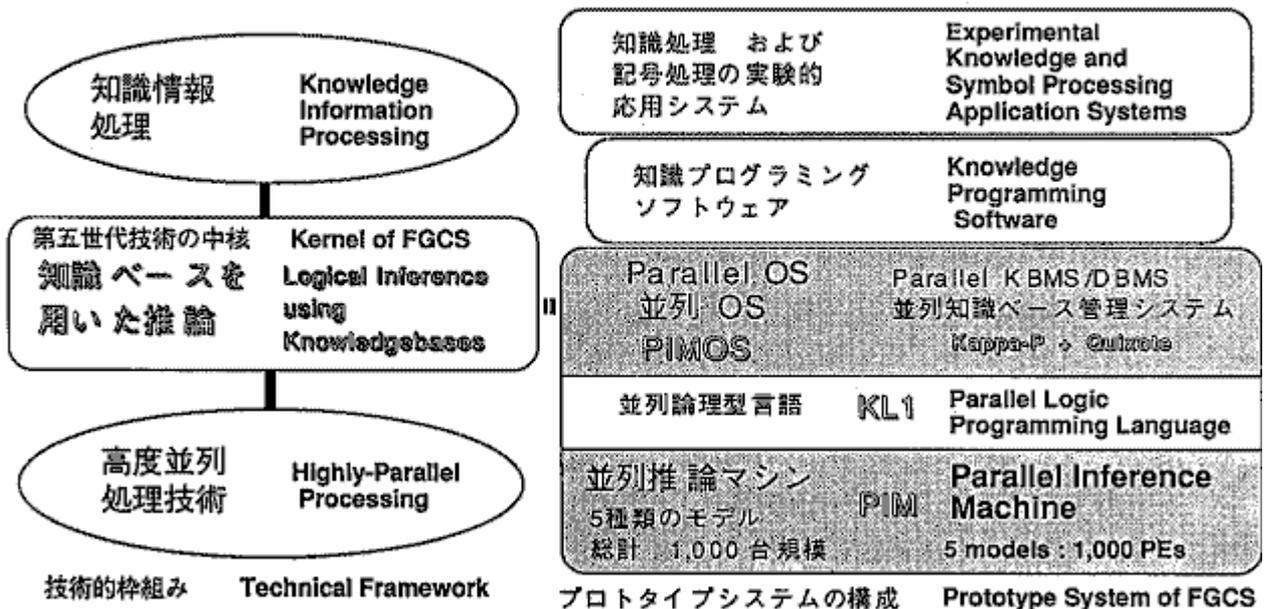 知識情報
処理
Knowledge
Information
Processing
第五世代技術の中核
Kernel of FGCS
知識ベースを
用いた推論
Logical Inference
using
Knowledgebases
高度並列
処理技術
Highly-Parallel
Processing
技術的枠組み
Technical Framework
知識処理 および
記号処理の実験的
応用システム
Experimental
Knowledge and
Symbol Processing
Application Systems
知識プログラミング
ソフトウェア
Knowledge
Programming
Software
Parallel OS
並列 OS
PIMOS
Parallel KBMS/DBMS
並列知識ベース管理システム
Kappa-P + Quixote
並列論理型言語
KL1
Parallel Logic
Programming Language
並列推論マシン
5種類のモデル
総計 : 1,000 台規模
PIM
Parallel Inference
Machine
5 models : 1,000 PEs
プロトタイプシステムの構成
Prototype System of FGCS